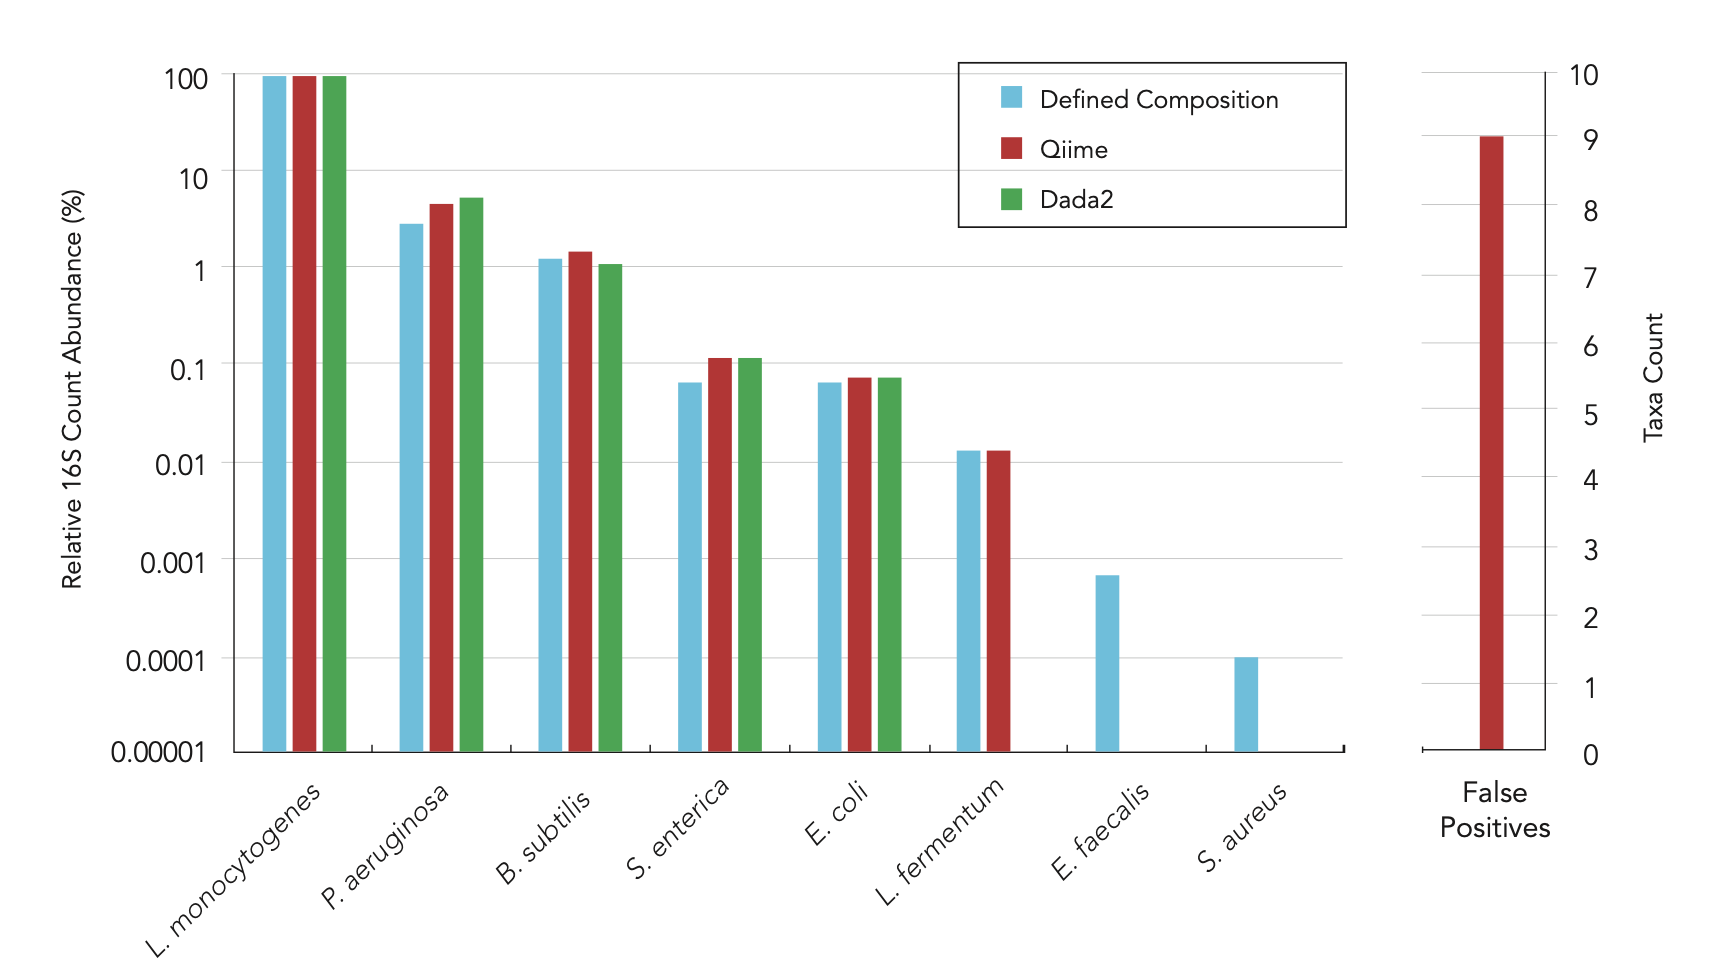 Relative 16S Count Abundance (%)
100
10
1
0.1
0.01
0.001
0.0001
0.00001
L. monocytogenes
P. aeruginosa
B. subtilis
S. enterica
E. coli
L. fermentum
E. faecalis
S. aureus
Defined Composition
Qiime
Dada2
10
9
8
7
6
5
4
3
2
1
0
Taxa Count
False
Positives